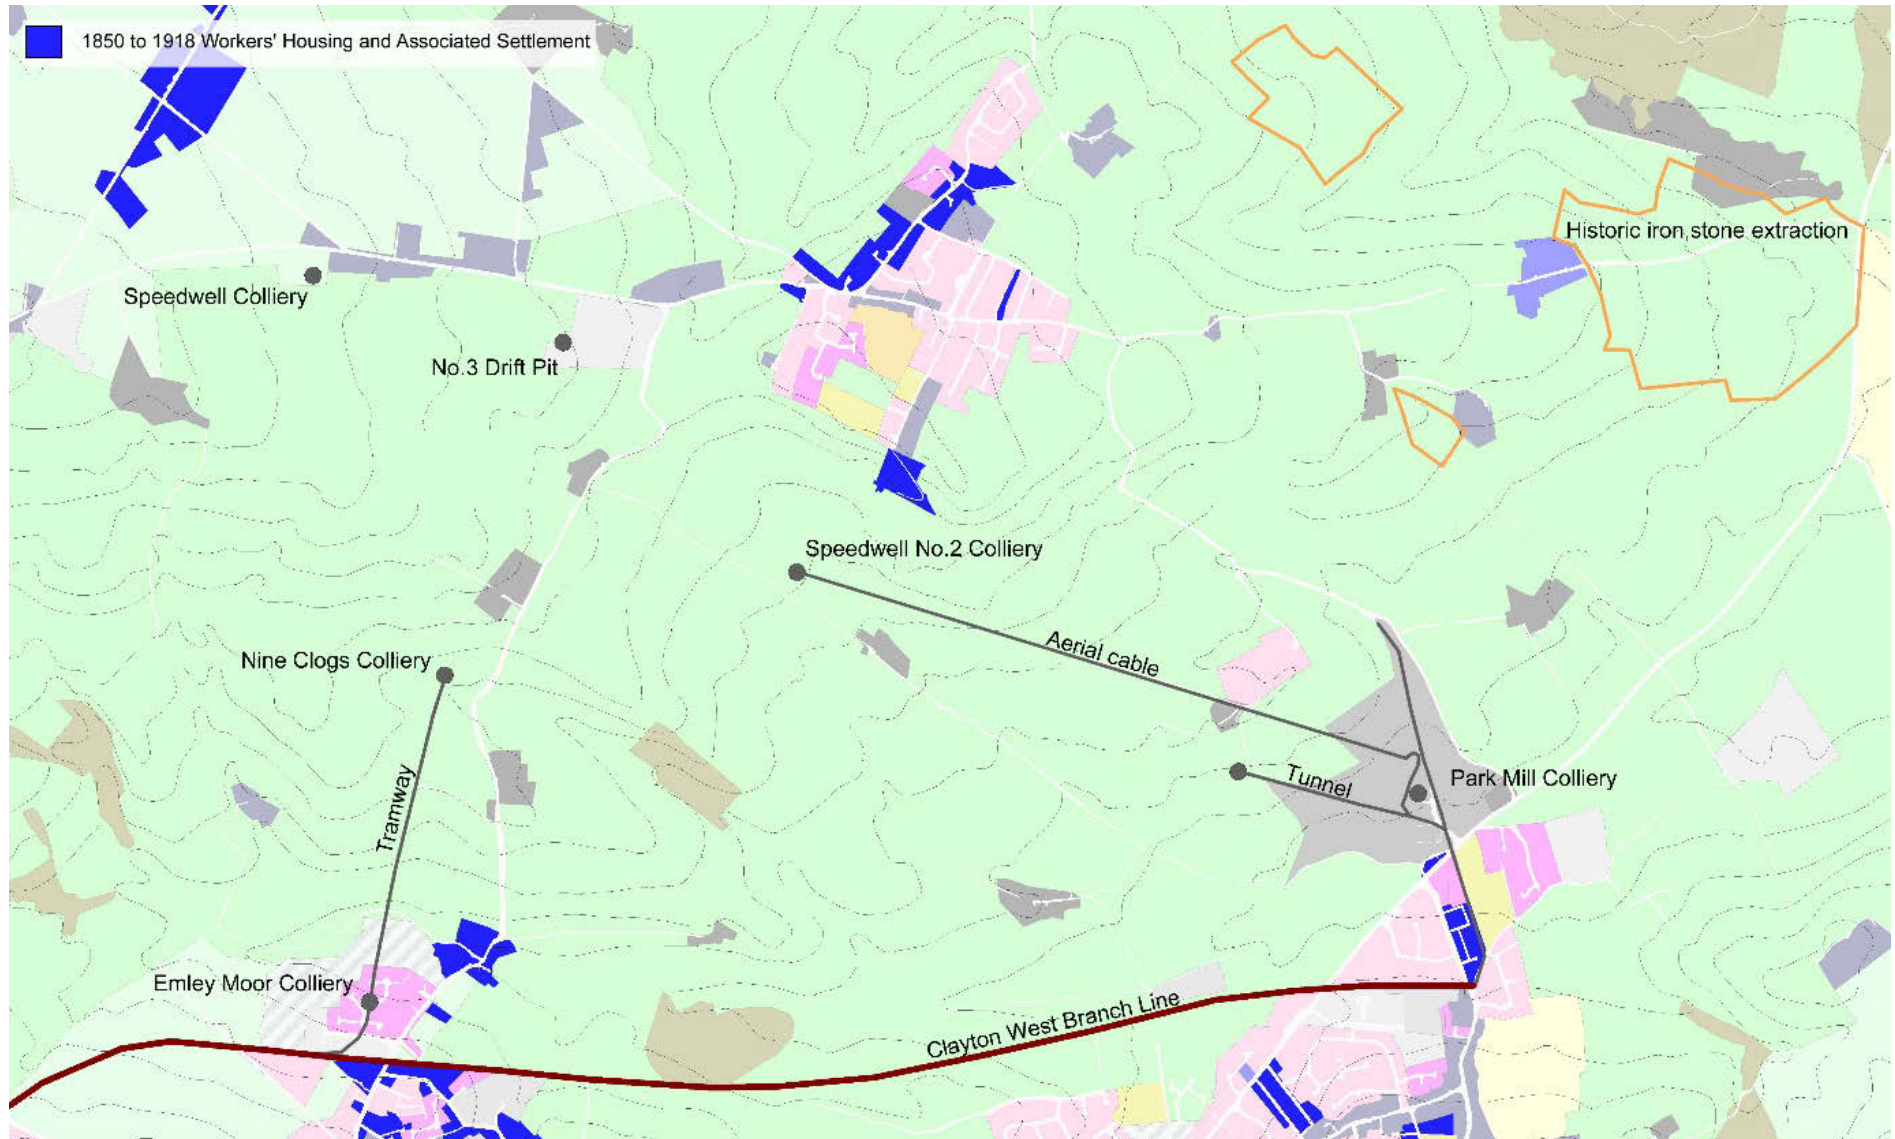 1850 to 1918 Workers' Housing and Associated Settlement
Historic iron stone extraction
Speedwell Colliery
No.3 Drift Pit
Speedwell No.2 Colliery
Aerial cable
Nine Clogs Colliery
Tramway
Tunnel
Park Mill Colliery
Emley Moor Colliery
Clayton West Branch Line